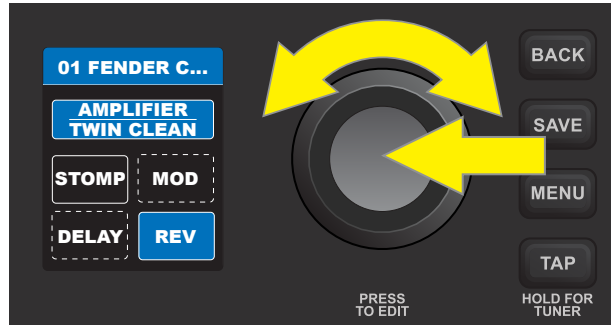 01 FENDER C...
AMPLIFIER
TWIN CLEAN
STOMP
MOD
DELAY
REV
BACK
SAVE
MENU
TAP
PRESS
TO EDIT
HOLD FOR
TUNER